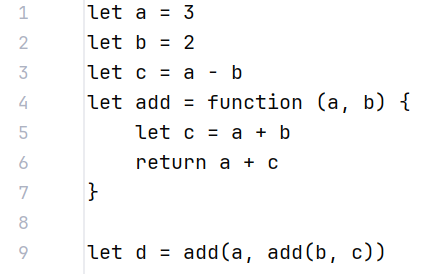 1 let a = 3
2 let b = 2
3 let c = a - b
4 let add = function (a, b) {
5     let c = a + b
6     return a + c
7 }
8
9 let d = add(a, add(b, c))